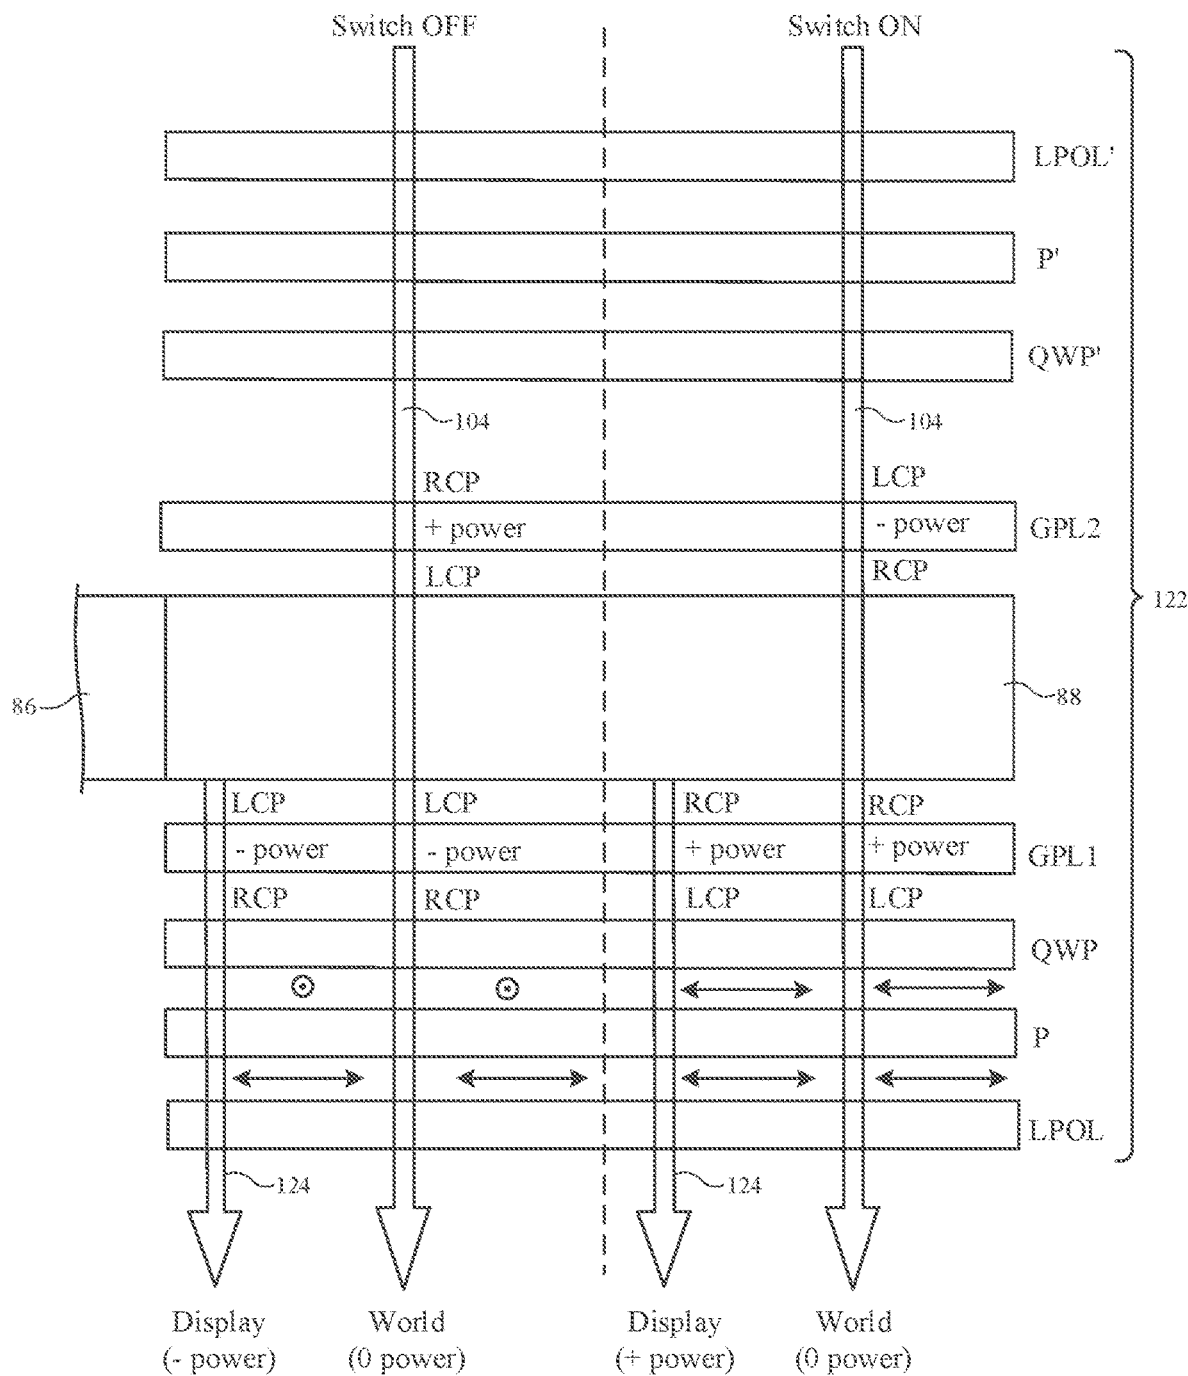 Switch OFF
Switch ON
LPOL'
P'
QWP'
104
104
RCP
LCP
+ power
- power
GPL2
LCP
RCP
122
86
88
LCP
LCP
RCP
RCP
- power
- power
+ power
+ power
GPL1
RCP
RCP
LCP
LCP
QWP
P
LPOL
124
124
Display
(- power)
World
(0 power)
Display
(+ power)
World
(0 power)